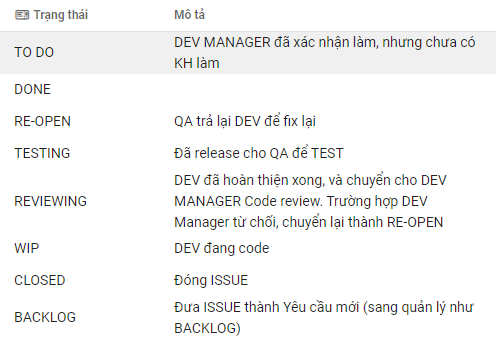 Trạng thái Mô tả
TO DO DEV MANAGER đã xác nhận làm, nhưng chưa có
KH làm
DONE
RE-OPEN QA trả lại DEV để fix lại
TESTING Đã release cho QA để TEST
REVIEWING DEV đã hoàn thiện xong, và chuyển cho DEV
MANAGER Code review. Trường hợp DEV
Manager từ chối, chuyển lại thành RE-OPEN
WIP DEV đang code
CLOSED Đóng ISSUE
BACKLOG Đưa ISSUE thành Yêu cầu mới (sang quản lý như
BACKLOG)